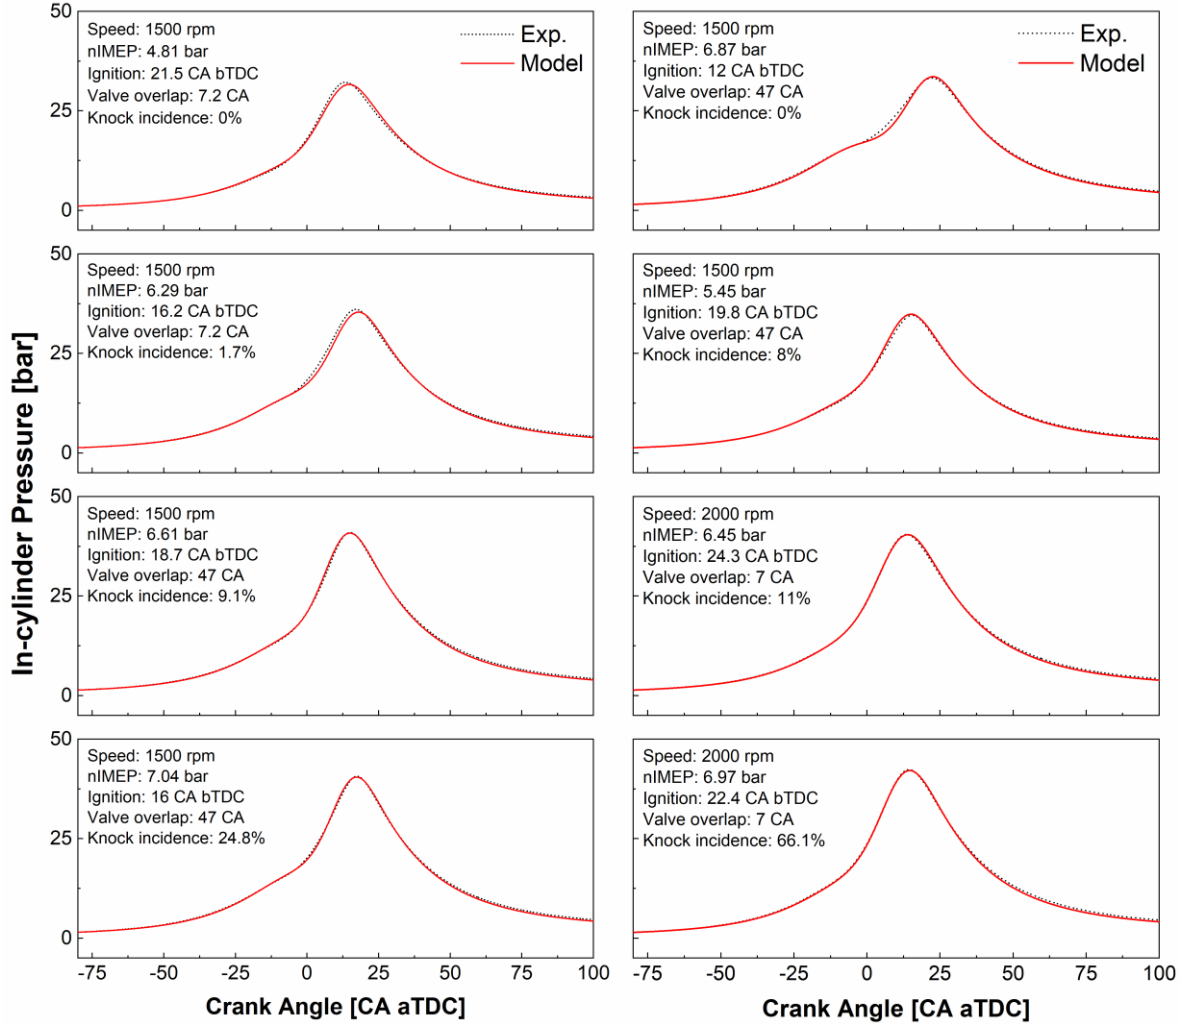 In-cylinder Pressure [bar]
50
25
0
Speed: 1500 rpm
nIMEP: 4.81 bar
Ignition: 21.5 CA bTDC
Valve overlap: 7.2 CA
Knock incidence: 0%
Exp.
Model
Speed: 1500 rpm
nIMEP: 6.87 bar
Ignition: 12 CA bTDC
Valve overlap: 47 CA
Knock incidence: 0%
Exp.
Model
50
25
0
Speed: 1500 rpm
nIMEP: 6.29 bar
Ignition: 16.2 CA bTDC
Valve overlap: 7.2 CA
Knock incidence: 1.7%
Speed: 1500 rpm
nIMEP: 5.45 bar
Ignition: 19.8 CA bTDC
Valve overlap: 47 CA
Knock incidence: 8%
50
25
0
Speed: 1500 rpm
nIMEP: 6.61 bar
Ignition: 18.7 CA bTDC
Valve overlap: 47 CA
Knock incidence: 9.1%
Speed: 2000 rpm
nIMEP: 6.45 bar
Ignition: 24.3 CA bTDC
Valve overlap: 7 CA
Knock incidence: 11%
50
25
0
Speed: 1500 rpm
nIMEP: 7.04 bar
Ignition: 16 CA bTDC
Valve overlap: 47 CA
Knock incidence: 24.8%
Speed: 2000 rpm
nIMEP: 6.97 bar
Ignition: 22.4 CA bTDC
Valve overlap: 7 CA
Knock incidence: 66.1%
-75 -50 -25 0 25 50 75 100
-75 -50 -25 0 25 50 75 100
Crank Angle [CA aTDC]
Crank Angle [CA aTDC]